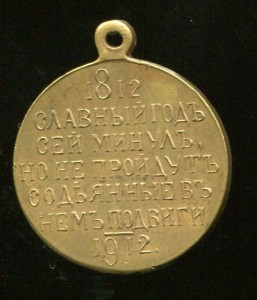 1812
СЛАВНЫЙ ГОДЪ
СЕЙ МИНУЛЪ,
НО НЕ ПРОЙДУТЪ
СОДѢЯННЫЕ ВЪ
НЕМЪ ПОДВИГИ
1912.